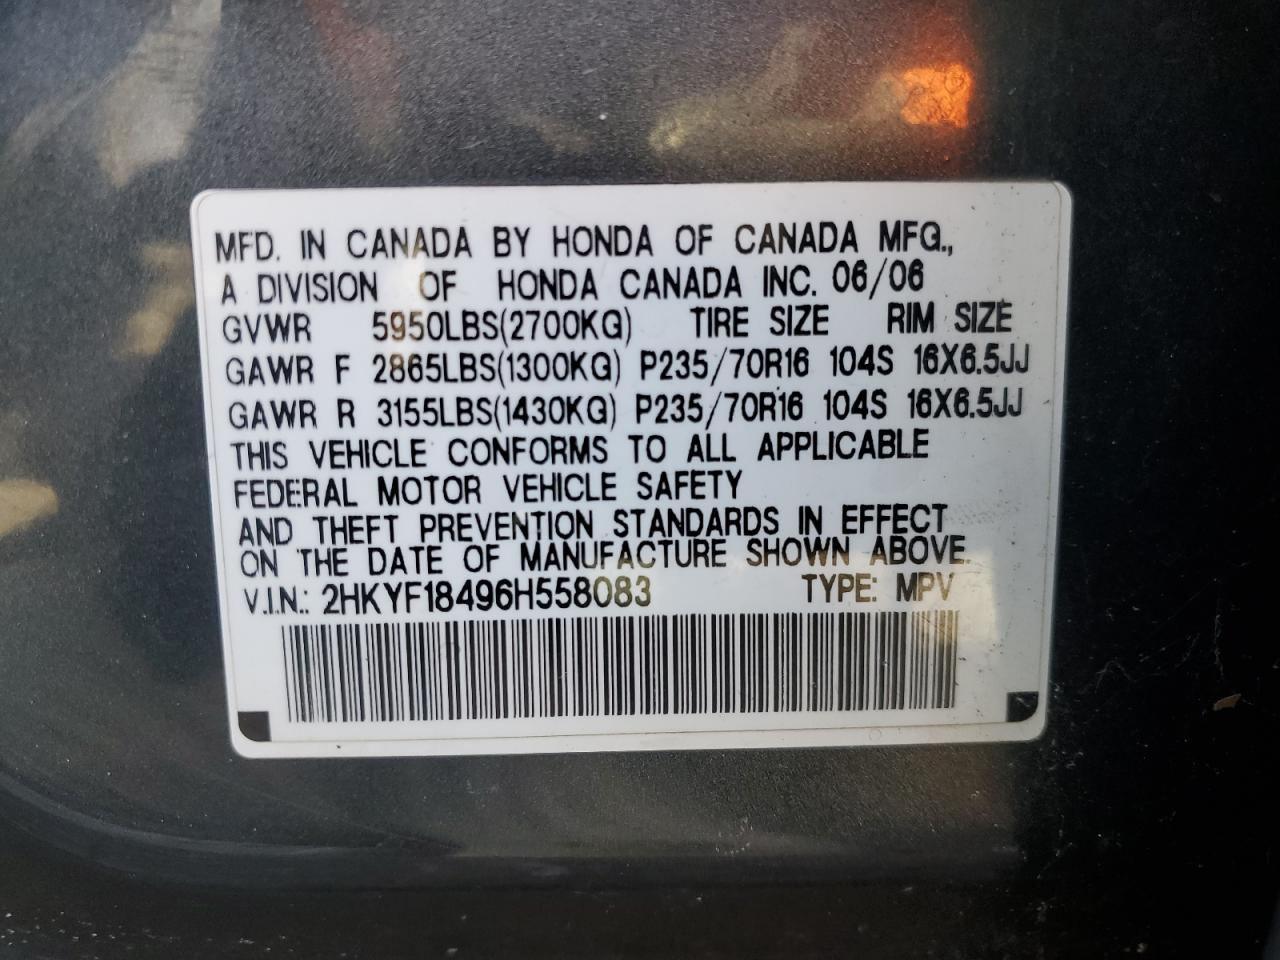 MFD. IN CANADA BY HONDA OF CANADA MFG.,
A DIVISION OF HONDA CANADA INC. 06/06
GVWR 5950LBS(2700KG) TIRE SIZE RIM SIZE
GAWR F 2865LBS(1300KG) P235/70R16 104S 16X6.5JJ
GAWR R 3155LBS(1430KG) P235/70R16 104S 16X6.5JJ
THIS VEHICLE CONFORMS TO ALL APPLICABLE
FEDERAL MOTOR VEHICLE SAFETY
AND THEFT PREVENTION STANDARDS IN EFFECT
ON THE DATE OF MANUFACTURE SHOWN ABOVE.
V.I.N.: 2HKYF18496H558083 TYPE: MPV